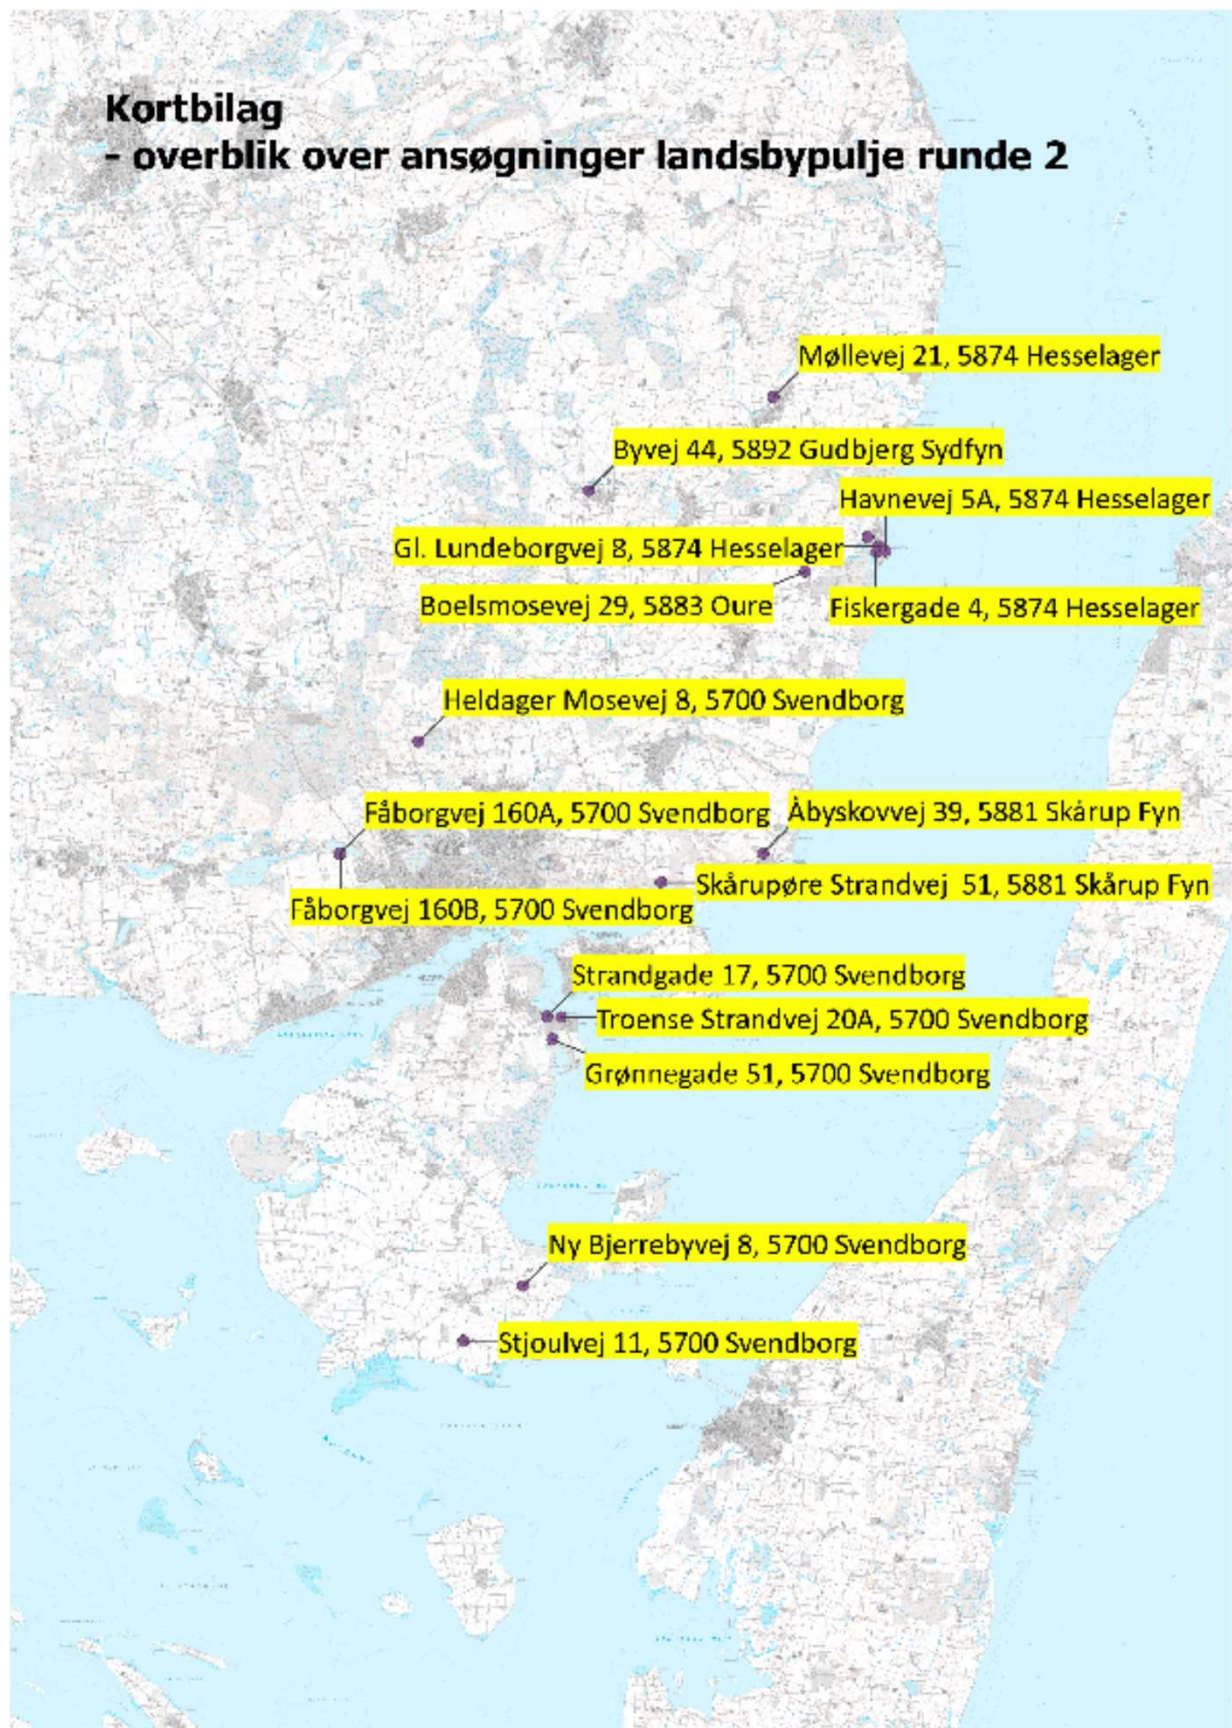 Kortbilag
- overblik over ansøgninger landsbypulje runde 2
Møllevej 21, 5874 Hesselager
Byvej 44, 5892 Gudbjerg Sydfyn
Havnevej 5A, 5874 Hesselager
Gl. Lundeborgvej 8, 5874 Hesselager
Boelsmosevej 29, 5883 Oure
Fiskergade 4, 5874 Hesselager
Heldager Mosevej 8, 5700 Svendborg
Fåborgvej 160A, 5700 Svendborg
Åbyskovvej 39, 5881 Skårup Fyn
Skårupøre Strandvej  51, 5881 Skårup Fyn
Fåborgvej 160B, 5700 Svendborg
Strandgade 17, 5700 Svendborg
Troense Strandvej 20A, 5700 Svendborg
Grønnegade 51, 5700 Svendborg
Ny Bjerrebyvej 8, 5700 Svendborg
Stjoulvej 11, 5700 Svendborg